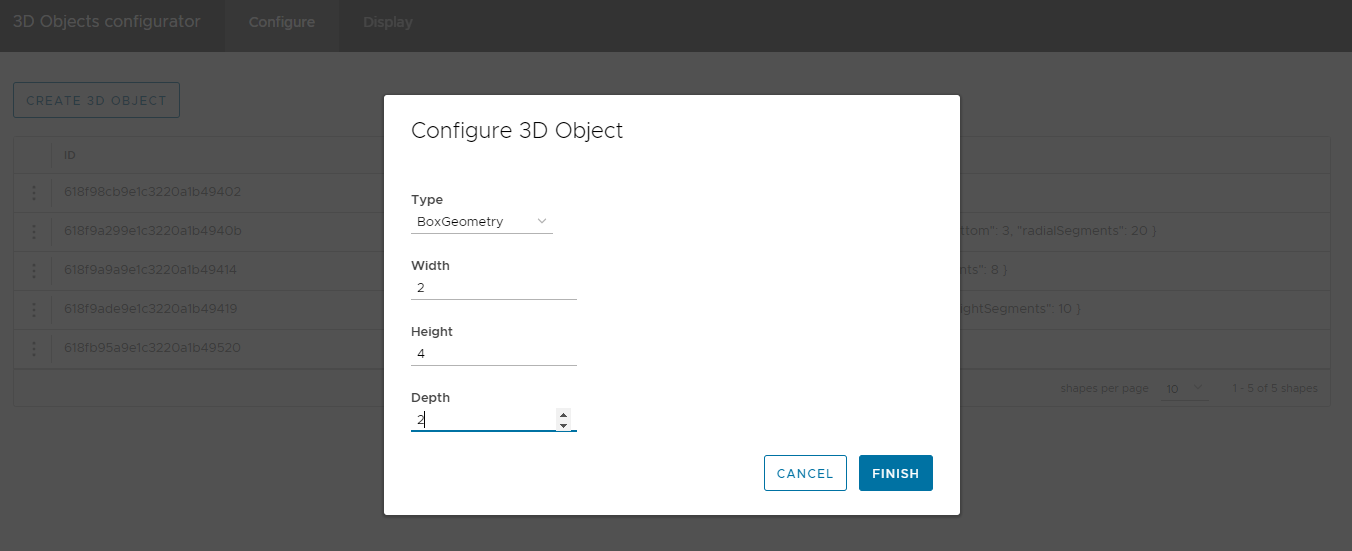 3D Objects configurator Configure Display
CREATE 3D OBJECT
ID
618f98cb9e1c3220a1b49402
618f9a299e1c3220a1b4940b ttom": 3, "radialSegments": 20 }
618f9a9a9e1c3220a1b49414 nts": 8 }
618f9ade9e1c3220a1b49419 ightSegments": 10 }
618fb95a9e1c3220a1b49520
shapes per page 10 1 - 5 of 5 shapes
Configure 3D Object
Type
BoxGeometry
Width
2
Height
4
Depth
2
CANCEL FINISH